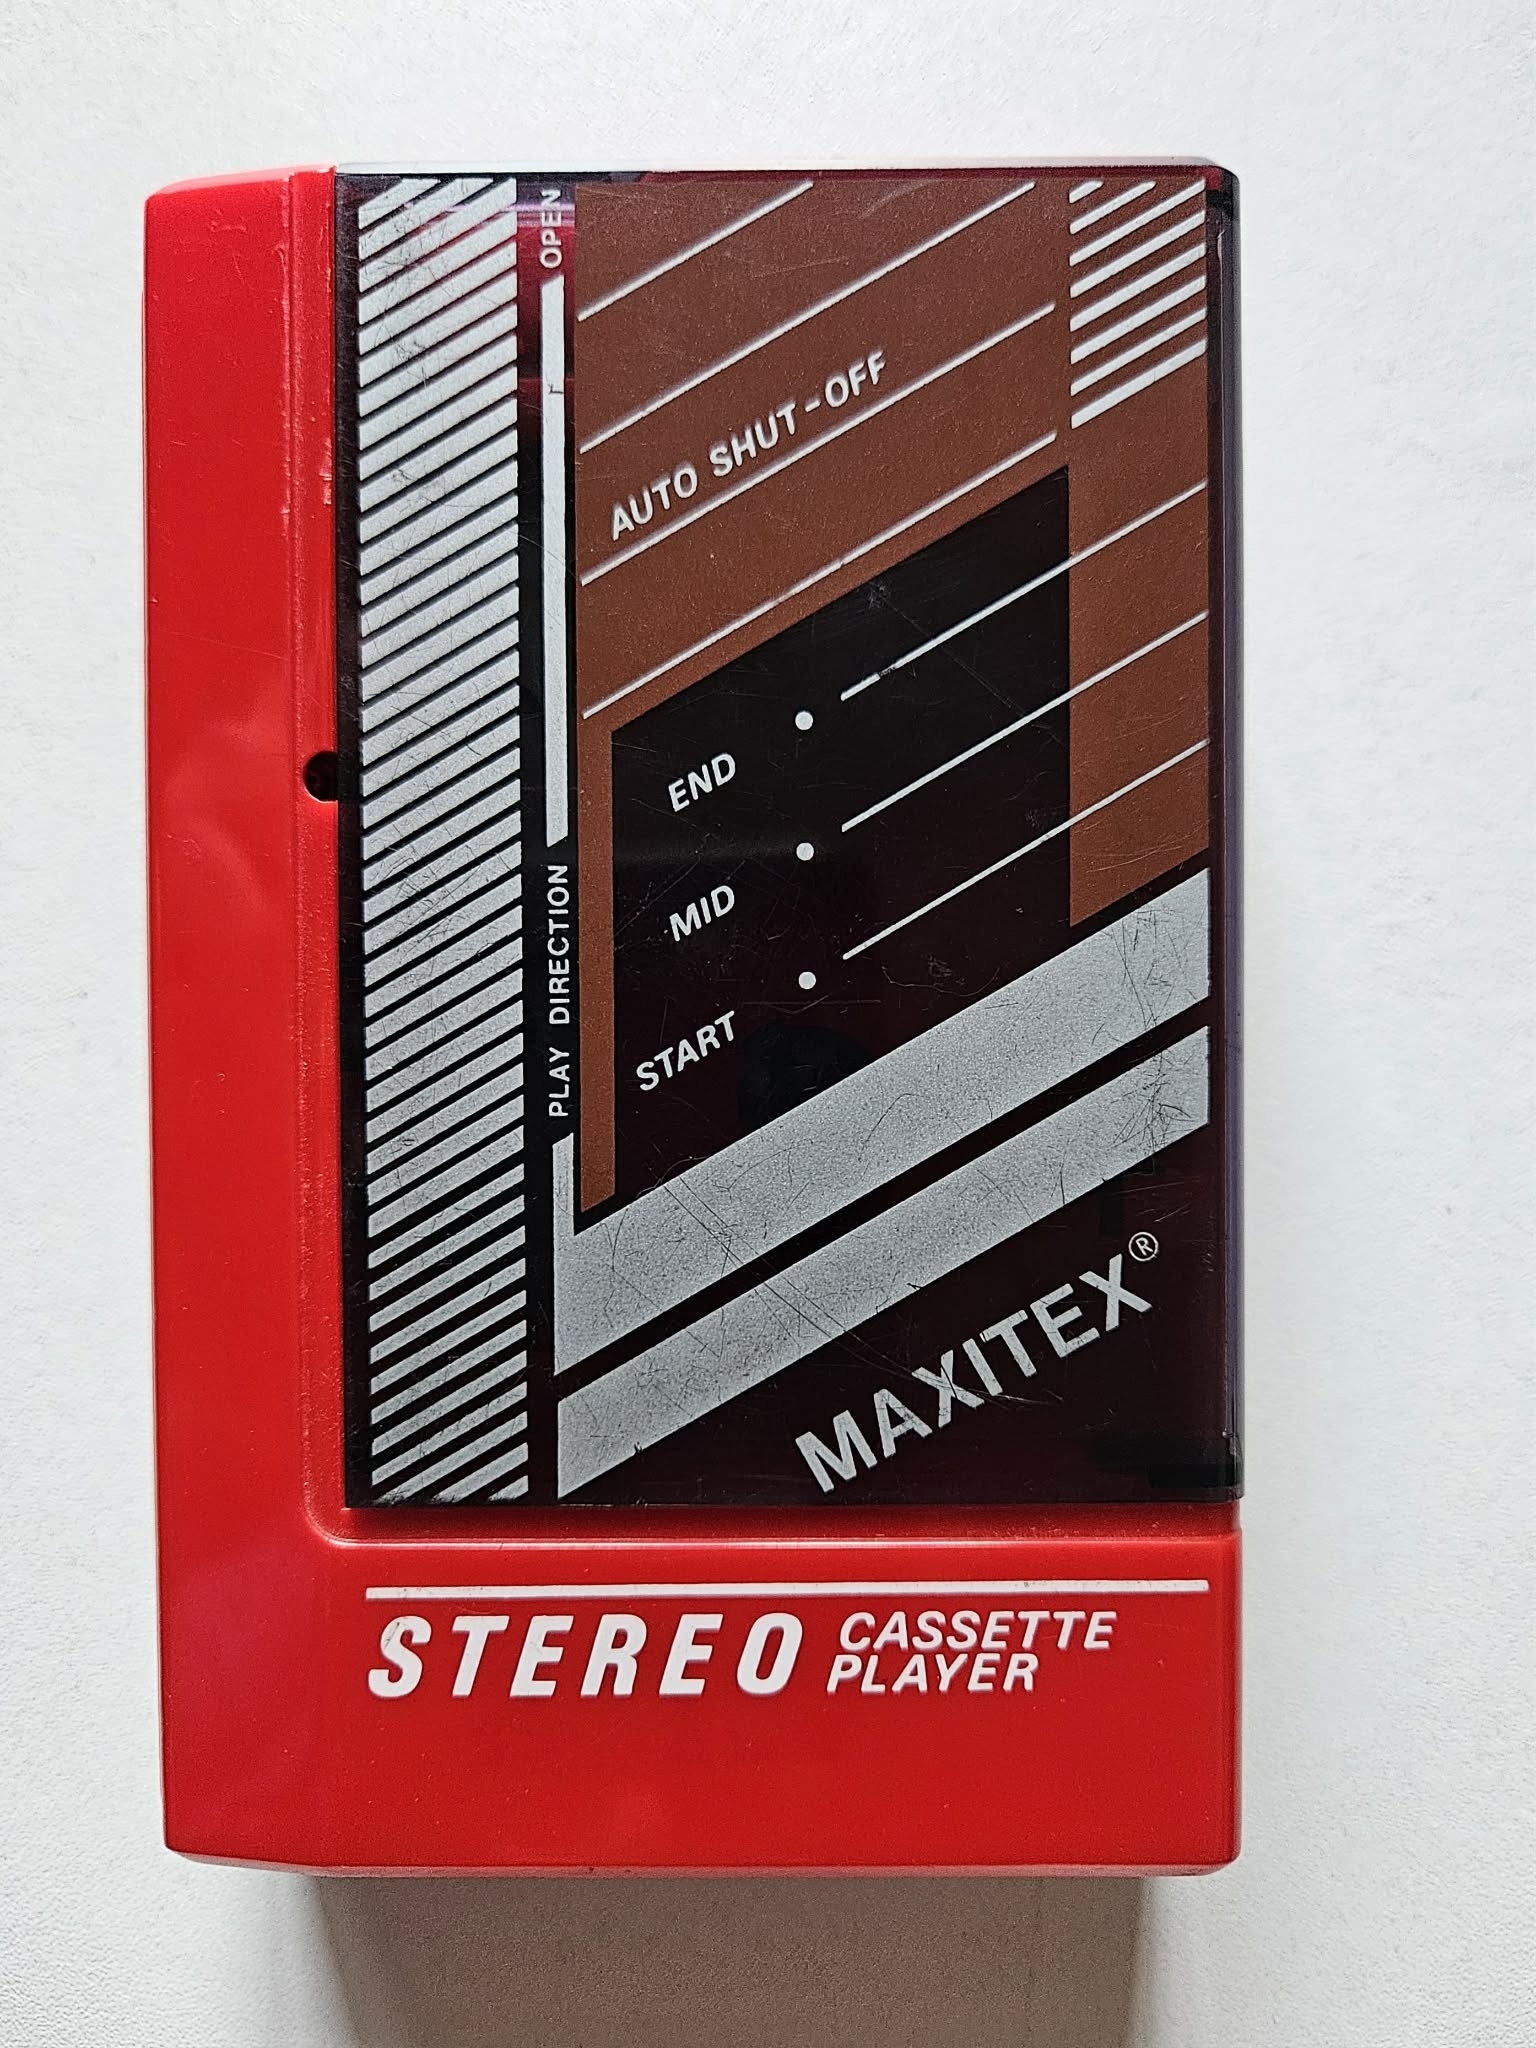 OPEN
AUTO SHUT-OFF
END
MID
PLAY DIRECTION
START
MAXITEX®
STEREO CASSETTE
PLAYER